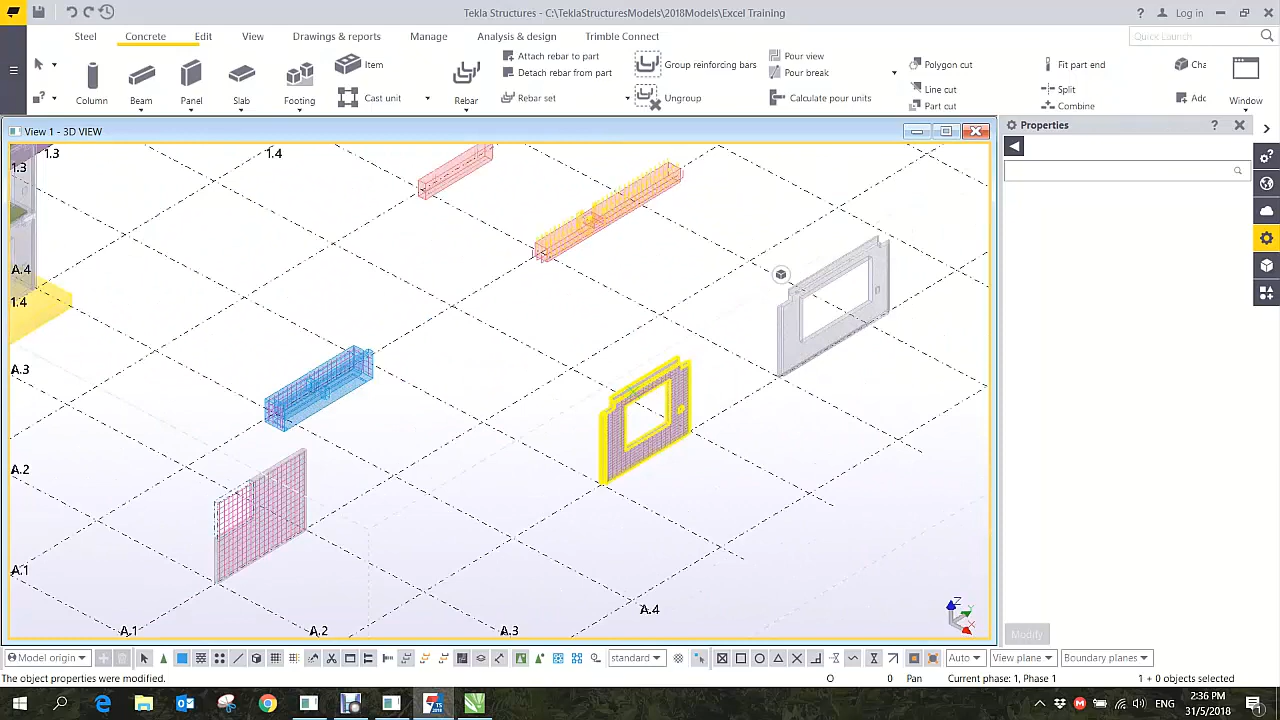 Tekla Structures - C:\TeklaStructuresModels\2018Models\Excel Training
? Log in
Steel Concrete Edit View Drawings & reports Manage Analysis & design Trimble Connect
Quick Launch
Column
Beam
Panel
Slab
Footing
Item
Cast unit
Rebar
Attach rebar to part
Detach rebar from part
Rebar set
Group reinforcing bars
Ungroup
Pour view
Pour break
Calculate pour units
Polygon cut
Line cut
Part cut
Fit part end
Split
Combine
Cha
Add
Window
View 1 - 3D VIEW
Properties ?
1.3
1.3
1.4
A.4
1.4
A.3
A.2
A.1
A.1
A.2
A.3
A.4
Z
Y
X
Modify
Model origin
standard
Auto
View plane
Boundary planes
The object properties were modified.
O 0 Pan Current phase: 1, Phase 1 1 + 0 objects selected
ENG
2:36 PM
31/5/2018
1